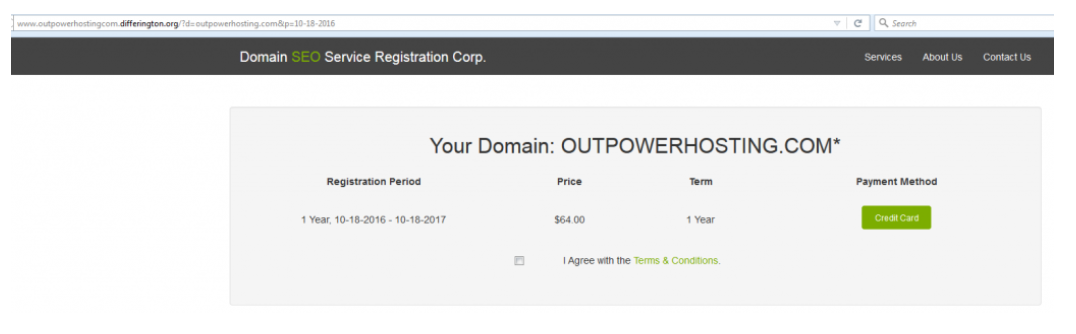 www.outpowerhostingcom.differington.org/?d=outpowerhosting.com&p=10-18-2016 Search
Domain SEO Service Registration Corp. Services About Us Contact Us
Your Domain: OUTPOWERHOSTING.COM*
Registration Period Price Term Payment Method
1 Year, 10-18-2016 - 10-18-2017 $64.00 1 Year Credit Card
I Agree with the Terms & Conditions.